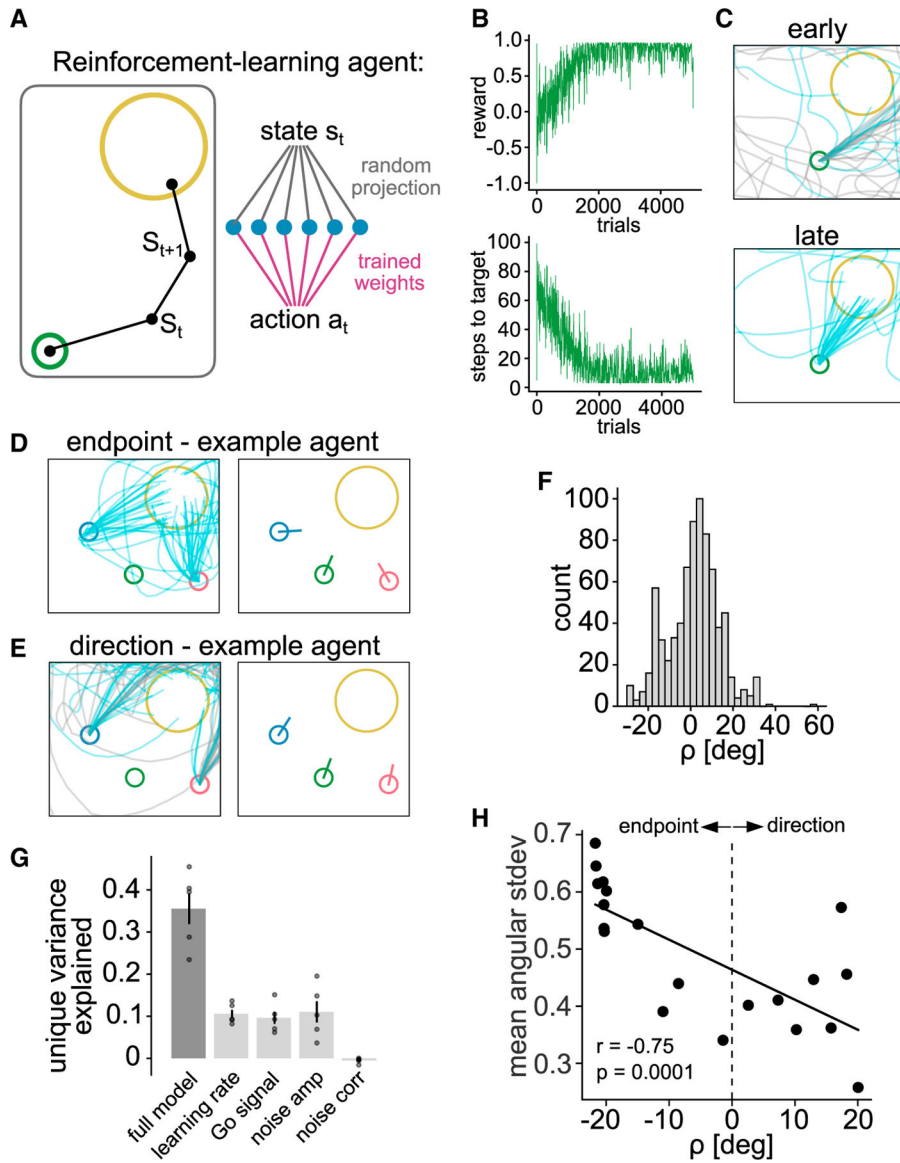 A
Reinforcement-learning agent:
state sₜ
random
projection
Sₜ₊₁
Sₜ
trained
weights
action aₜ
B
reward
1.0
0.5
0.0
-0.5
-1.0
0 2000 4000
trials
steps to target
100
80
60
40
20
0
0 2000 4000
trials
C
early
late
D
endpoint - example agent
E
direction - example agent
F
count
100
80
60
40
20
0
-20 0 20 40 60
ρ [deg]
G
unique variance
explained
0.4
0.3
0.2
0.1
0
full model
learning rate
Go signal
noise amp
noise corr
H
endpoint direction
mean angular stdev
0.7
0.6
0.5
0.4
0.3
r = -0.75
p = 0.0001
-20 -10 0 10 20
ρ [deg]